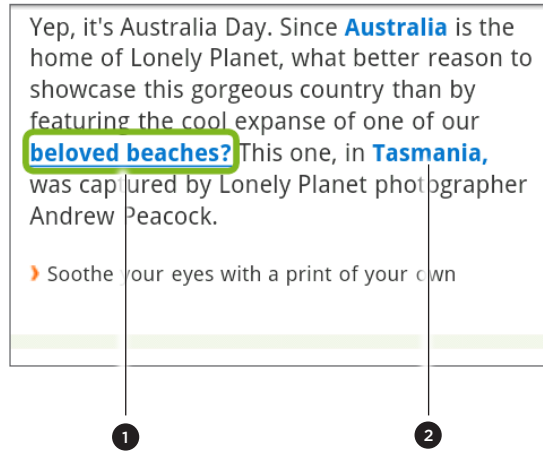 Yep, it's Australia Day. Since Australia is the
home of Lonely Planet, what better reason to
showcase this gorgeous country than by
featuring the cool expanse of one of our
beloved beaches? This one, in Tasmania,
was captured by Lonely Planet photographer
Andrew Peacock.
Soothe your eyes with a print of your own
1
2